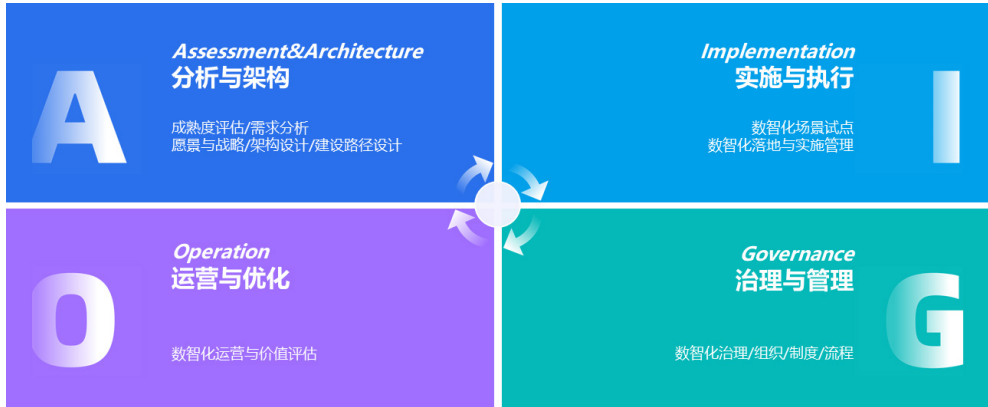 A
Assessment&Architecture
分析与架构
成熟度评估/需求分析
愿景与战略/架构设计/建设路径设计
Implementation
实施与执行
数智化场景试点
数智化落地与实施管理
I
O
Operation
运营与优化
数智化运营与价值评估
Governance
治理与管理
数智化治理/组织/制度/流程
G